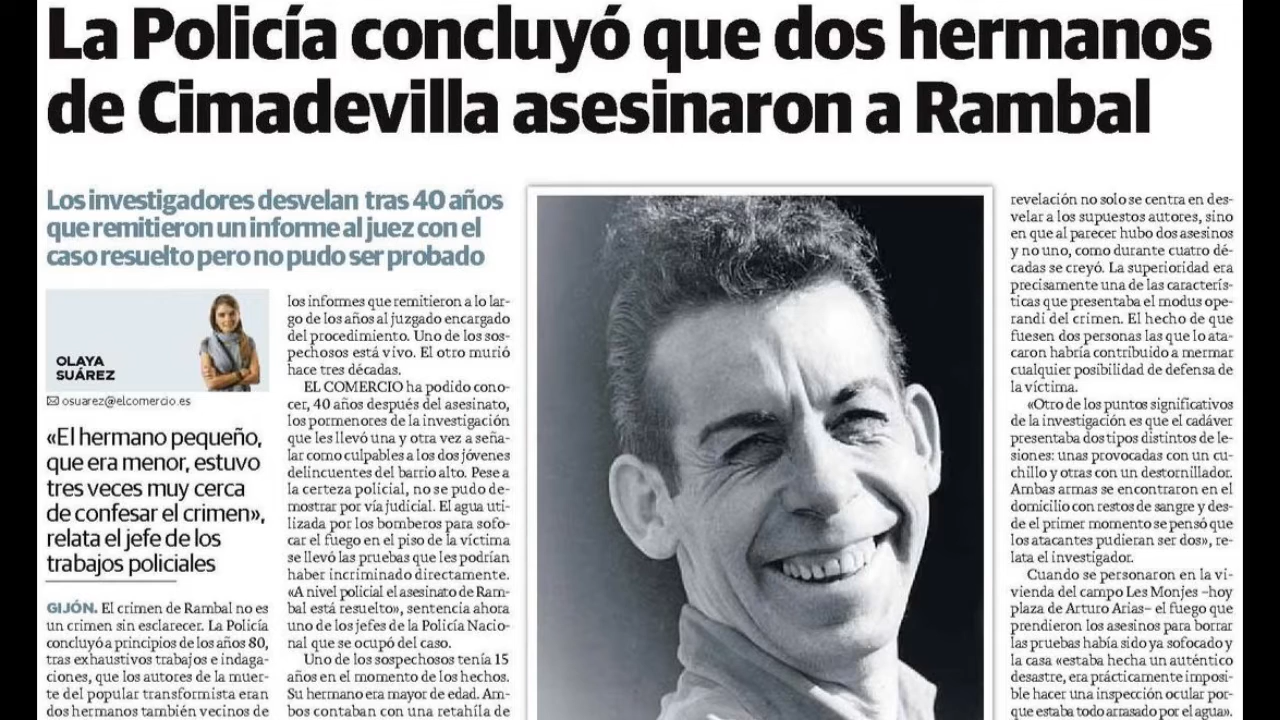 La Policía concluyó que dos hermanos
de Cimadevilla asesinaron a Rambal
Los investigadores desvelan tras 40 años
que remitieron un informe al juez con el
caso resuelto pero no pudo ser probado
OLAYA
SUÁREZ
osuarez@elcomercio.es
«El hermano pequeño,
que era menor, estuvo
tres veces muy cerca
de confesar el crimen»,
relata el jefe de los
trabajos policiales
GIJÓN. El crimen de Rambal no es
un crimen sin esclarecer. La Policía
concluyó a principios de los años 80,
tras exhaustivos trabajos e indaga-
ciones, que los autores de la muer-
te del popular transformista eran
dos hermanos también vecinos de
los informes que remitieron a lo lar-
go de los años al juzgado encargado
del procedimiento. Uno de los sos-
pechosos está vivo. El otro murió
hace tres décadas.
EL COMERCIO ha podido cono-
cer, 40 años después del asesinato,
los pormenores de la investigación
que les llevó una y otra vez a seña-
lar como culpables a los dos jóvenes
delincuentes del barrio alto. Pese a
la certeza policial, no se pudo de-
mostrar por vía judicial. El agua uti-
lizada por los bomberos para sofo-
car el fuego en el piso de la víctima
se llevó las pruebas que les podrían
haber incriminado directamente.
«A nivel policial el asesinato de Ram-
bal está resuelto», sentencia ahora
uno de los jefes de la Policía Nacio-
nal que se ocupó del caso.
Uno de los sospechosos tenía 15
años en el momento de los hechos.
Su hermano era mayor de edad. Am-
bos contaban con una retahíla de
revelación no solo se centra en des-
velar a los supuestos autores, sino
en que al parecer hubo dos asesinos
y no uno, como durante cuatro dé-
cadas se creyó. La superioridad era
precisamente una de las caracterís-
ticas que presentaba el modus ope-
randi del crimen. El hecho de que
fuesen dos personas las que lo ata-
caron habría contribuido a mermar
cualquier posibilidad de defensa de
la víctima.
«Otro de los puntos significativos
de la investigación es que el cadáver
presentaba dos tipos distintos de le-
siones: unas provocadas con un cu-
chillo y otras con un destornillador.
Ambas armas se encontraron en el
domicilio con restos de sangre y des-
de el primer momento se pensó que
los atacantes pudieran ser dos», re-
lata el investigador.
Cuando se personaron en la vi-
vienda del campo Les Monjes –hoy
plaza de Arturo Arias– el fuego que
prendieron los asesinos para borrar
las pruebas había sido ya sofocado y
la casa «estaba hecha un auténtico
desastre, era prácticamente imposi-
ble hacer una inspección ocular por-
que estaba todo arrasado por el agua».